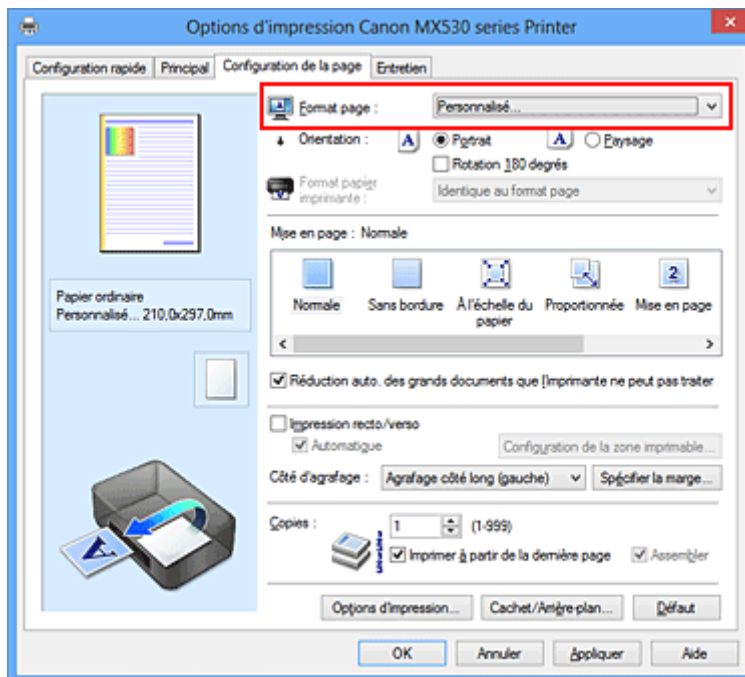 Options d'impression Canon MX530 series Printer
Configuration rapide Principal Configuration de la page Entretien
Format page : Personnalisé...
Orientation : A Portrait A Paysage
Rotation 180 degrés
Format papier imprimante : Identique au format page
Mise en page : Normale
Normale Sans bordure À l'échelle du papier Proportionnée Mise en page
Papier ordinaire
Personnalisé... 210,0x297,0mm
Réduction auto. des grands documents que l'imprimante ne peut pas traiter
Impression recto/verso
Automatique Configuration de la zone imprimable...
Côté d'agrafage : Agrafage côté long (gauche) Spécifier la marge...
Copies : 1 (1-999)
Imprimer à partir de la dernière page Assembler
Options d'impression... Cachet/Arrière-plan... Défaut
OK Annuler Appliquer Aide